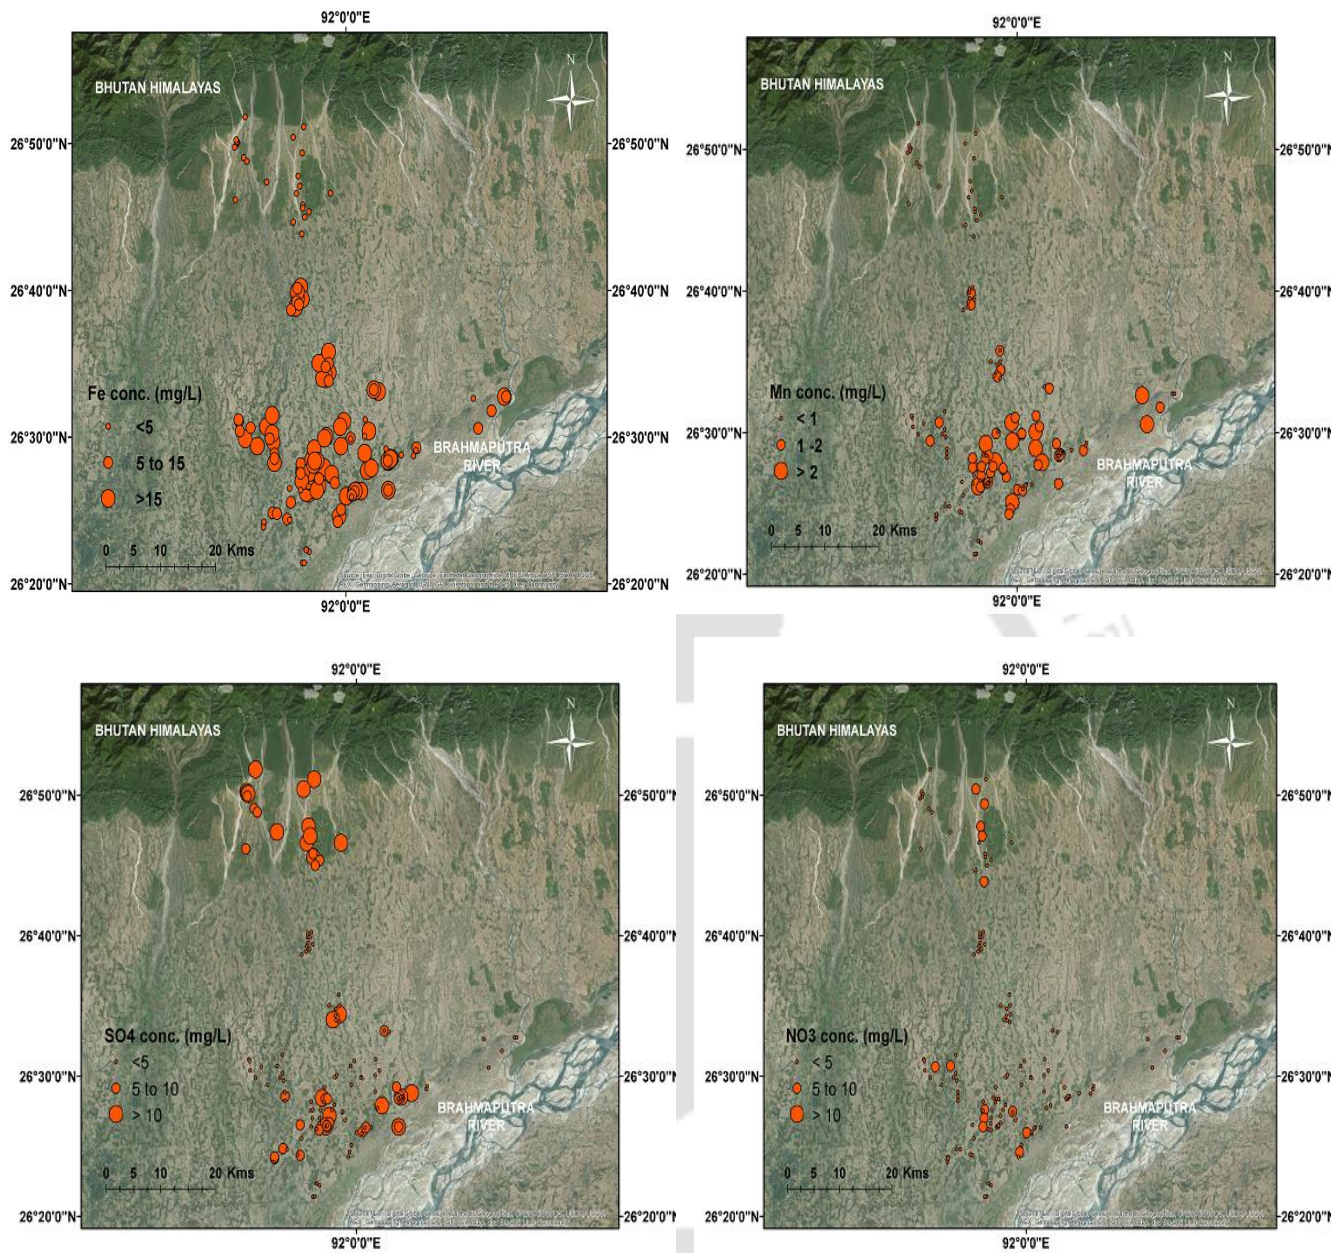 92°0'0"E
92°0'0"E
BHUTAN HIMALAYAS
N
BHUTAN HIMALAYAS
N
26°50'0"N
26°50'0"N
26°50'0"N
26°50'0"N
26°40'0"N
26°40'0"N
26°40'0"N
26°40'0"N
Fe conc. (mg/L)
<5
5 to 15
>15
Mn conc. (mg/L)
< 1
1 -2
> 2
26°30'0"N
26°30'0"N
26°30'0"N
26°30'0"N
BRAHMAPUTRA
RIVER
BRAHMAPUTRA
RIVER
0 5 10 20 Kms
0 5 10 20 Kms
26°20'0"N
26°20'0"N
26°20'0"N
26°20'0"N
92°0'0"E
92°0'0"E
92°0'0"E
92°0'0"E
BHUTAN HIMALAYAS
N
BHUTAN HIMALAYAS
N
26°50'0"N
26°50'0"N
26°50'0"N
26°50'0"N
26°40'0"N
26°40'0"N
26°40'0"N
26°40'0"N
SO4 conc. (mg/L)
<5
5 to 10
> 10
NO3 conc. (mg/L)
< 5
5 to 10
> 10
26°30'0"N
26°30'0"N
26°30'0"N
26°30'0"N
BRAHMAPUTRA
RIVER
BRAHMAPUTRA
RIVER
0 5 10 20 Kms
0 5 10 20 Kms
26°20'0"N
26°20'0"N
26°20'0"N
26°20'0"N
92°0'0"E
92°0'0"E